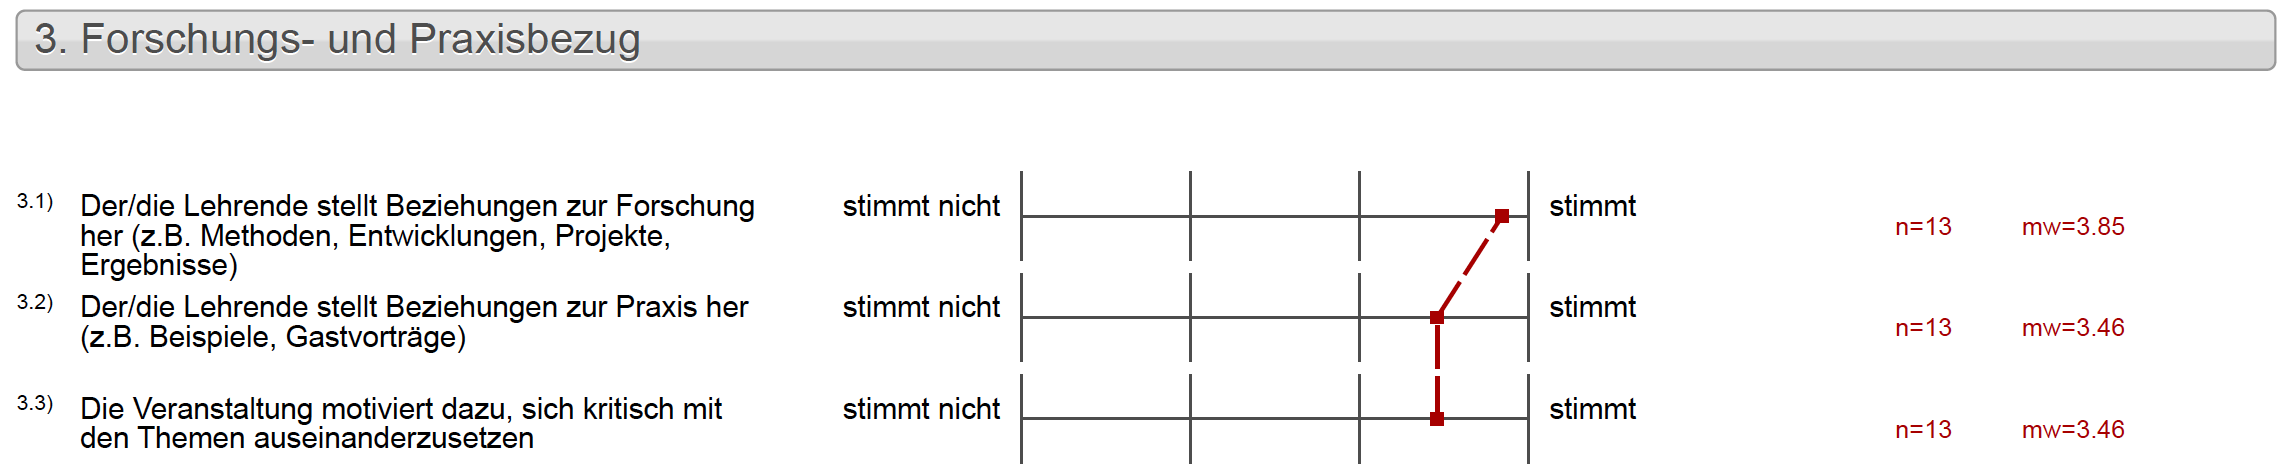 3. Forschungs- und Praxisbezug
3.1) Der/die Lehrende stellt Beziehungen zur Forschung her (z.B. Methoden, Entwicklungen, Projekte, Ergebnisse)
stimmt nicht
stimmt
n=13
mw=3.85
3.2) Der/die Lehrende stellt Beziehungen zur Praxis her (z.B. Beispiele, Gastvorträge)
stimmt nicht
stimmt
n=13
mw=3.46
3.3) Die Veranstaltung motiviert dazu, sich kritisch mit den Themen auseinanderzusetzen
stimmt nicht
stimmt
n=13
mw=3.46